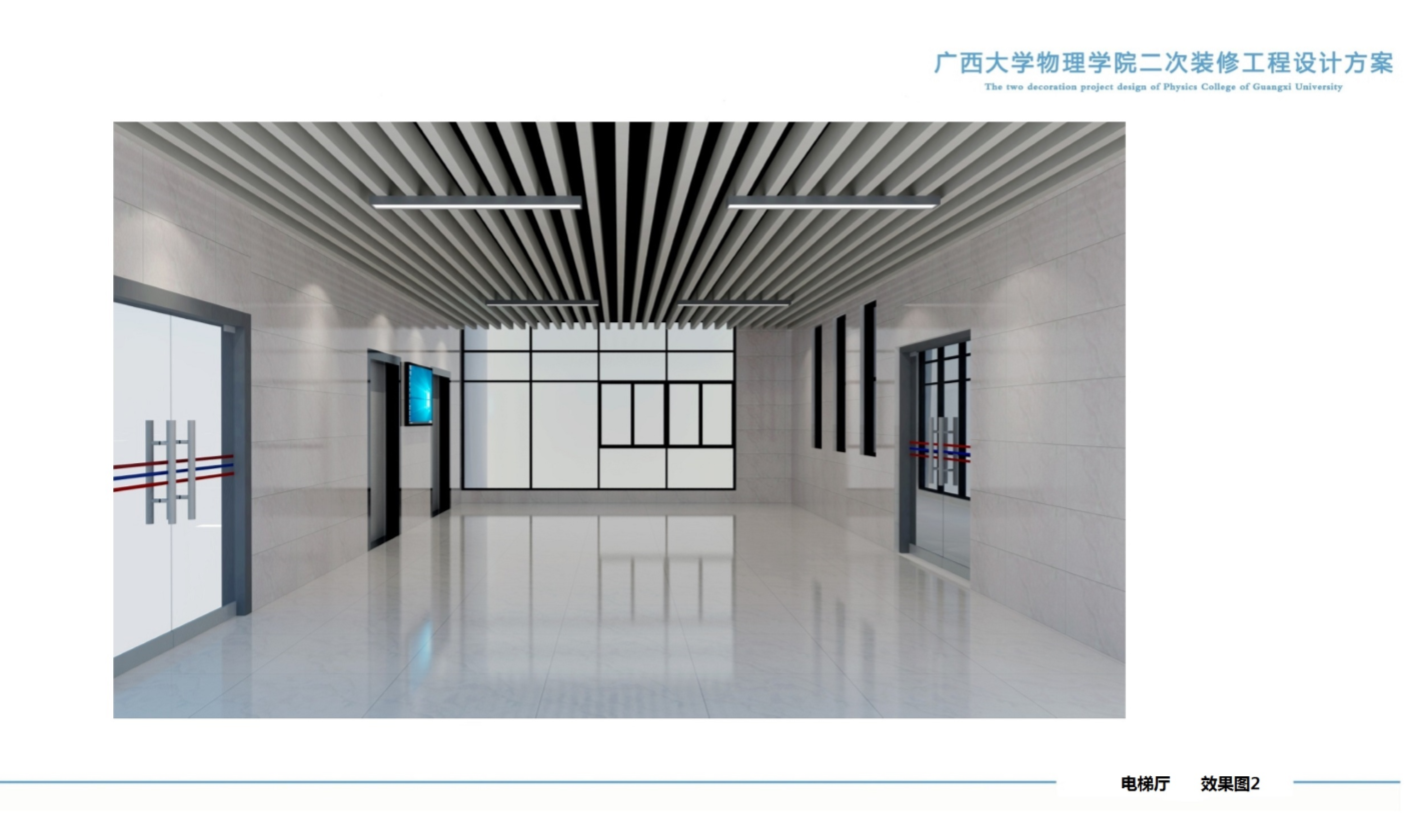 广西大学物理学院二次装修工程设计方案
The two decoration project design of Physics College of Guangxi University
电梯厅 效果图2